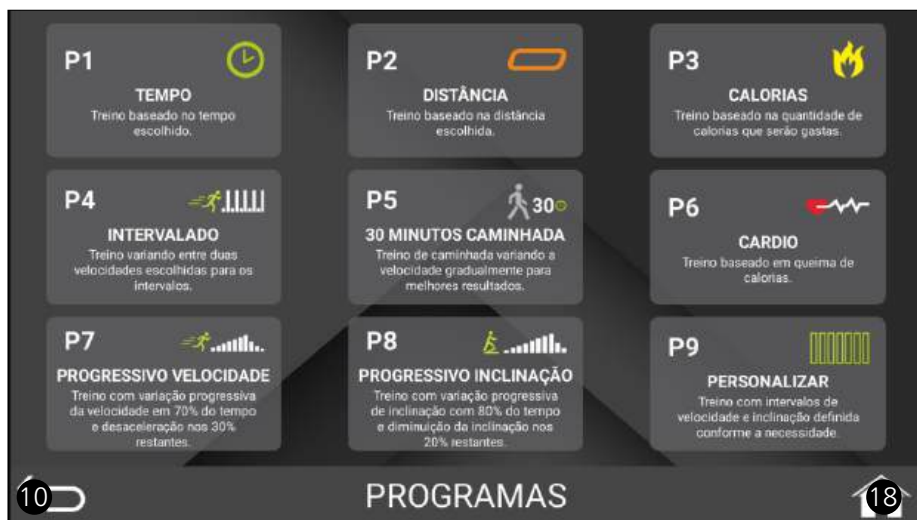 P1
TEMPO
Treino baseado no tempo
escolhido.
P2
DISTÂNCIA
Treino baseado na distância
escolhida.
P3
CALORIAS
Treino baseado na quantidade de
calorias que serão gastas.
P4
INTERVALADO
Treino variando entre duas
velocidades escolhidas para os
intervalos.
P5
30
30 MINUTOS CAMINHADA
Treino de caminhada variando a
velocidade gradualmente para
melhores resultados.
P6
CARDIO
Treino baseado em queima de
calorias.
P7
PROGRESSIVO VELOCIDADE
Treino com variação progressiva
da velocidade em 70% do tempo
e desaceleração nos 30%
restantes.
P8
PROGRESSIVO INCLINAÇÃO
Treino com variação progressiva
de inclinação com 80% do tempo
e diminuição da inclinação nos
20% restantes.
P9
PERSONALIZAR
Treino com intervalos de
velocidade e inclinação definida
conforme a necessidade.
10
PROGRAMAS
18